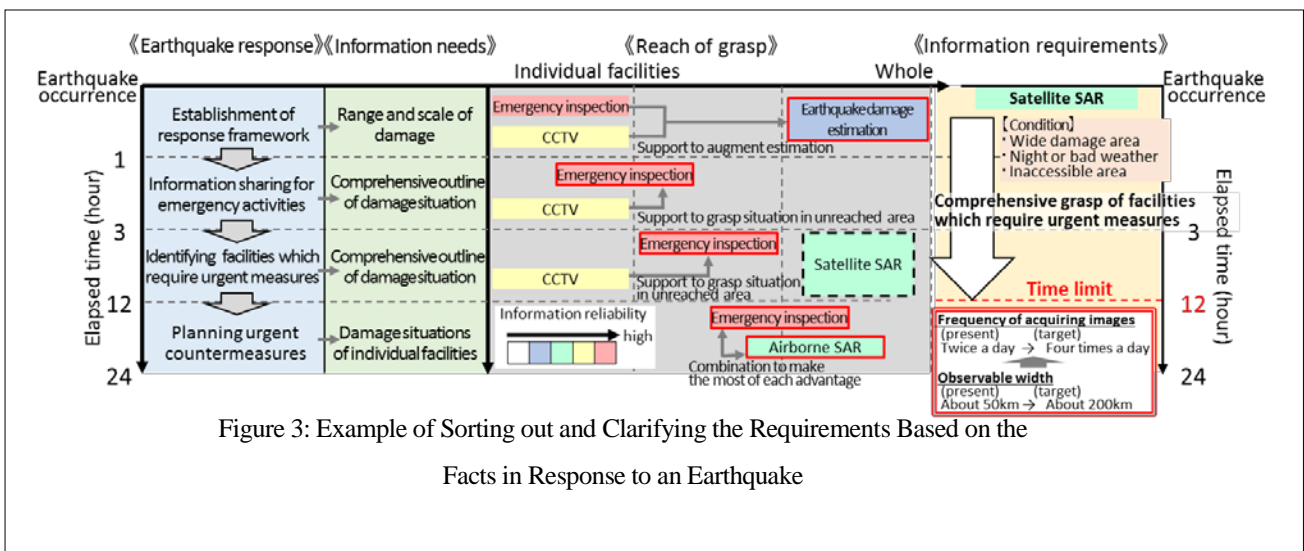 《Earthquake response》
《Information needs》
《Reach of grasp》
《Information requirements》
Individual facilities
Whole
Earthquake
occurrence
Elapsed time (hour)
1
3
12
24
Establishment of
response framework
Information sharing for
emergency activities
Identifying facilities which
require urgent measures
Planning urgent
countermeasures
Range and scale of
damage
Comprehensive outline
of damage situation
Comprehensive outline
of damage situation
Damage situations
of individual facilities
Emergency inspection
CCTV
Earthquake damage
estimation
Support to augment estimation
Emergency inspection
CCTV
Support to grasp situation in unreached area
Emergency inspection
CCTV
Satellite SAR
Support to grasp situation
in unreached area
Information reliability
high
Emergency inspection
Airborne SAR
Combination to make
the most of each advantage
Satellite SAR
【Condition】
・Wide damage area
・Night or bad weather
・Inaccessible area
Comprehensive grasp of facilities
which require urgent measures
Time limit
Frequency of acquiring images
(present) (target)
Twice a day → Four times a day
Observable width
(present) (target)
About 50km → About 200km
Earthquake
occurrence
Elapsed time (hour)
3
12
24
Figure 3: Example of Sorting out and Clarifying the Requirements Based on the
Facts in Response to an Earthquake